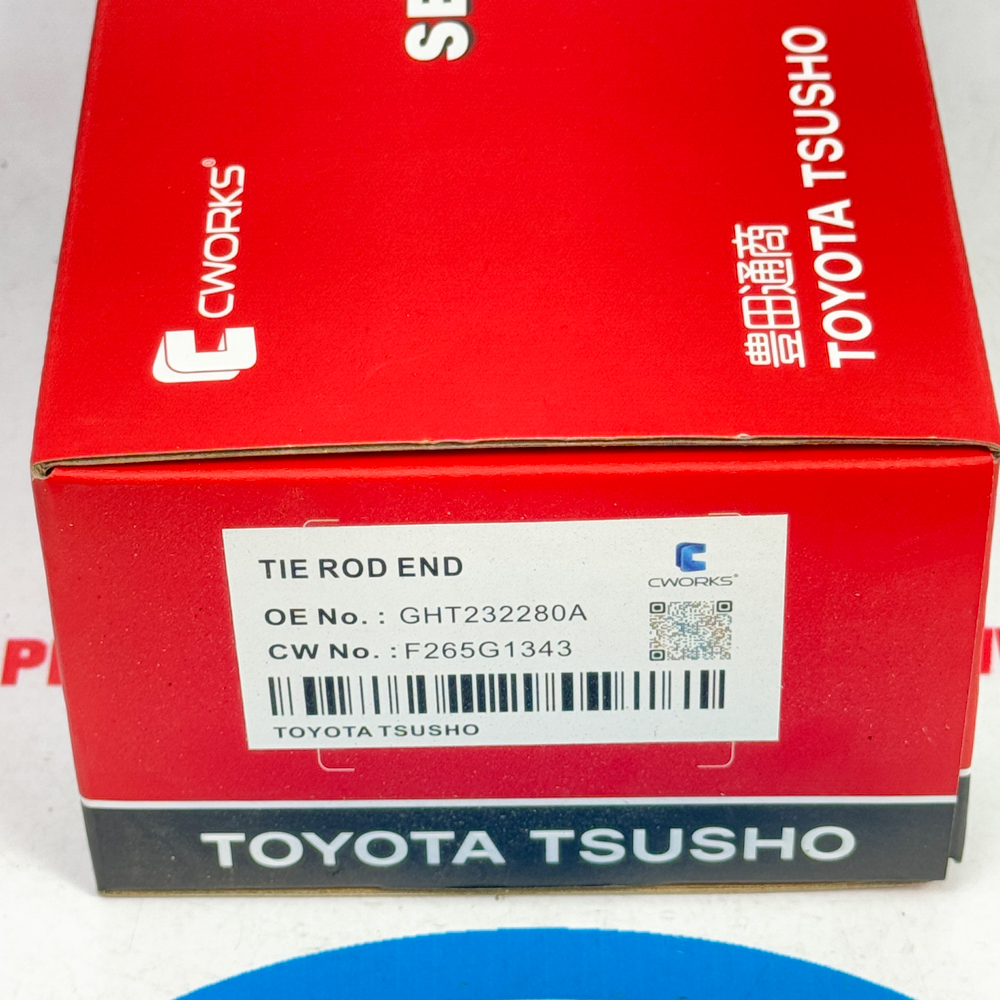 CWORKS®
豊田通商
TOYOTA TSUSHO
TIE ROD END
CWORKS®
OE No. : GHT232280A
CW No. : F265G1343
TOYOTA TSUSHO
TOYOTA TSUSHO